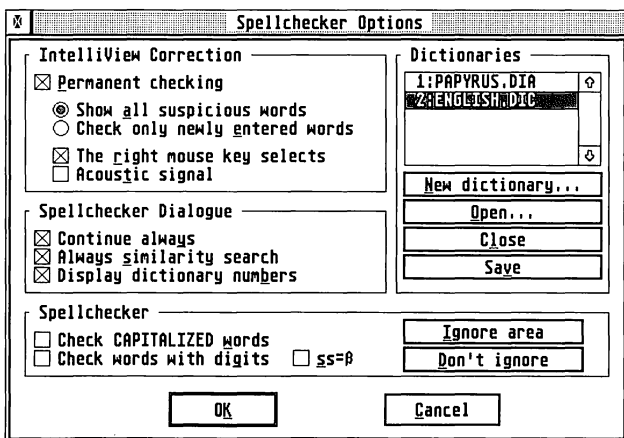 Spellchecker Options
IntelliView Correction
Permanent checking
Show all suspicious words
Check only newly entered words
The right mouse key selects
Acoustic signal
Spellchecker Dialogue
Continue always
Always similarity search
Display dictionary numbers
Dictionaries
1:PAPYRUS.DIA
2:ENGLISH.DIC
New dictionary...
Open...
Close
Save
Spellchecker
Check CAPITALIZED words
Check words with digits ss=β
Ignore area
Don't ignore
OK Cancel